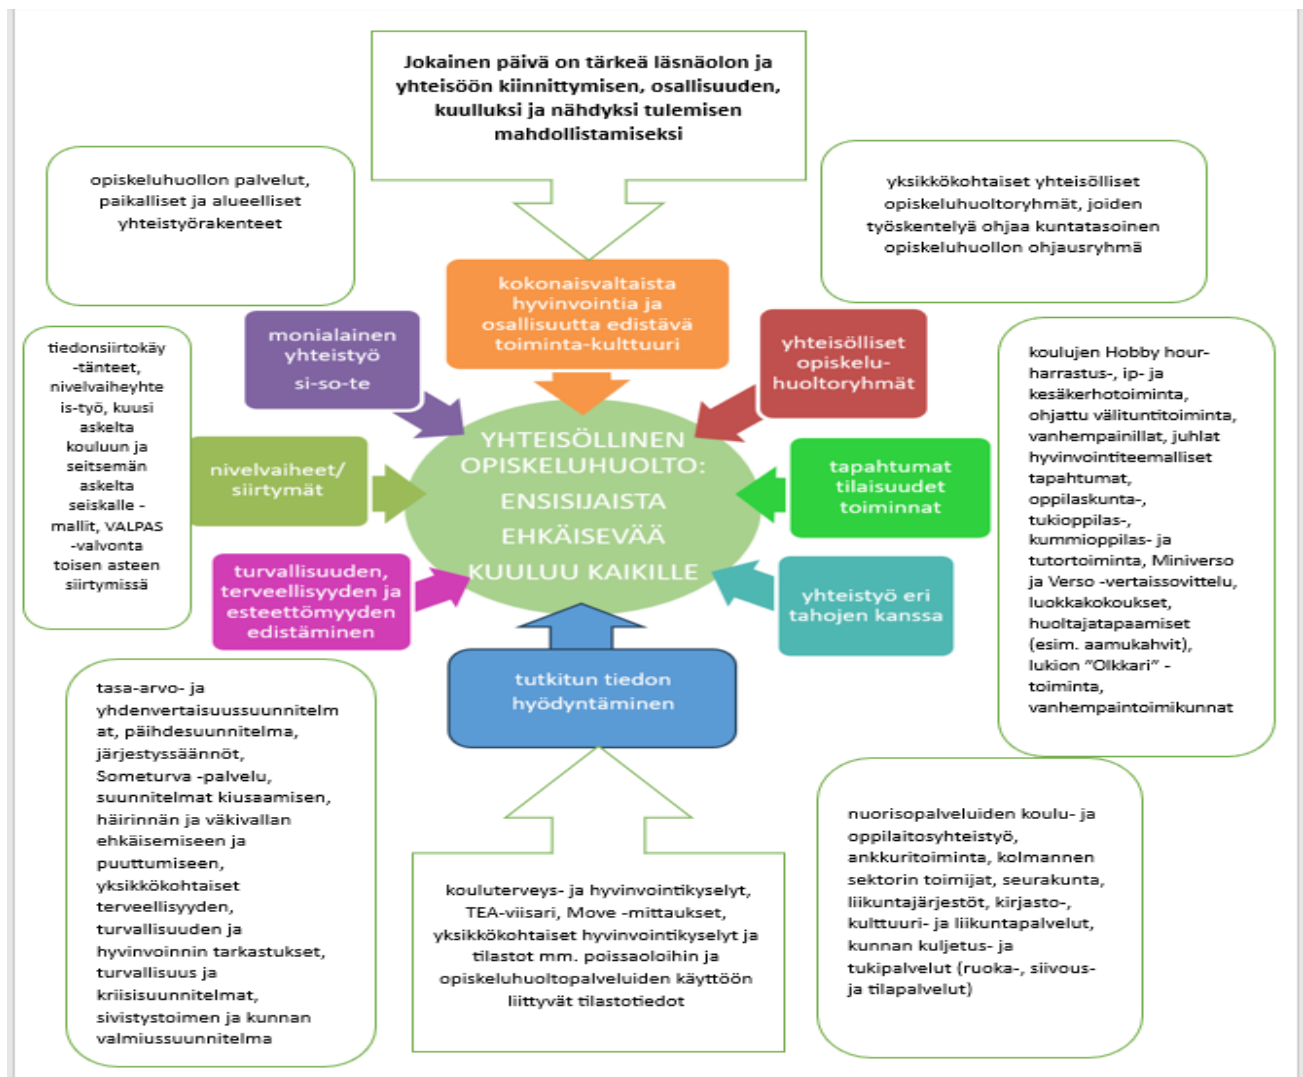 Jokainen päivä on tärkeä läsnäolon ja
yhteisöön kiinnittymisen, osallisuuden,
kuulluksi ja nähdyksi tulemisen
mahdollistamiseksi
opiskeluhuollon palvelut,
paikalliset ja alueelliset
yhteistyörakenteet
yksikkökohtaiset yhteisölliset
opiskeluhuoltoryhmät, joiden
työskentelyä ohjaa kuntatasoinen
opiskeluhuollon ohjausryhmä
kokonaisvaltaista
hyvinvointia ja
osallisuutta edistävä
toiminta-kulttuuri
monialainen
yhteistyö
si-so-te
yhteisölliset
opiskelu-
huoltoryhmät
tiedonsiirtokäy
-tänteet,
nivelvaiheyhte
is-työ, kuusi
askelta
kouluun ja
seitsemän
askelta
seiskalle -
mallit, VALPAS
-valvonta
toisen asteen
siirtymissä
nivelvaiheet/
siirtymät
YHTEISÖLLINEN
OPISKELUHUOLTO:
ENSISIJAISTA
EHKÄISEVÄÄ
KUULUU KAIKILLE
tapahtumat
tilaisuudet
toiminnat
koulujen Hobby hour-
harrastus-, ip- ja
kesäkerhotoiminta,
ohjattu välituntitoiminta,
vanhempainillat, juhlat
hyvinvointiteemalliset
tapahtumat,
oppilaskunta-,
tukioppilas-,
kummioppilas- ja
tutortoiminta, Miniverso
ja Verso -vertaissovittelu,
luokkakokoukset,
huoltajatapaamiset
(esim. aamukahvit),
lukion ”Olkkari” -
toiminta,
vanhempaintoimikunnat
turvallisuuden,
terveellisyyden ja
esteettömyyden
edistäminen
yhteistyö eri
tahojen kanssa
tutkitun tiedon
hyödyntäminen
tasa-arvo- ja
yhdenvertaisuussuunnitelm
at, päihdesuunnitelma,
järjestyssäännöt,
Someturva -palvelu,
suunnitelmat kiusaamisen,
häirinnän ja väkivallan
ehkäisemiseen ja
puuttumiseen,
yksikkökohtaiset
terveellisyyden,
turvallisuuden ja
hyvinvoinnin tarkastukset,
turvallisuus ja
kriisisuunnitelmat,
sivistystoimen ja kunnan
valmiussuunnitelma
kouluterveys- ja hyvinvointikyselyt,
TEA-viisari, Move -mittaukset,
yksikkökohtaiset hyvinvointikyselyt ja
tilastot mm. poissaoloihin ja
opiskeluhuoltopalveluiden käyttöön
liittyvät tilastotiedot
nuorisopalveluiden koulu- ja
oppilaitosyhteistyö,
ankkuritoiminta, kolmannen
sektorin toimijat, seurakunta,
liikuntajärjestöt, kirjasto-,
kulttuuri- ja liikuntapalvelut,
kunnan kuljetus- ja
tukipalvelut (ruoka-, siivous-
ja tilapalvelut)